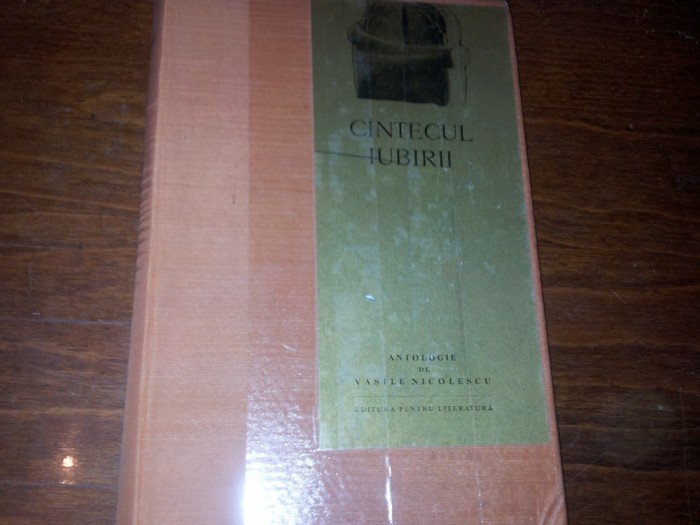 CÎNTECUL
IUBIRII
ANTOLOGIE
DE
VASILE NICOLESCU
EDITURA PENTRU LITERATURĂ